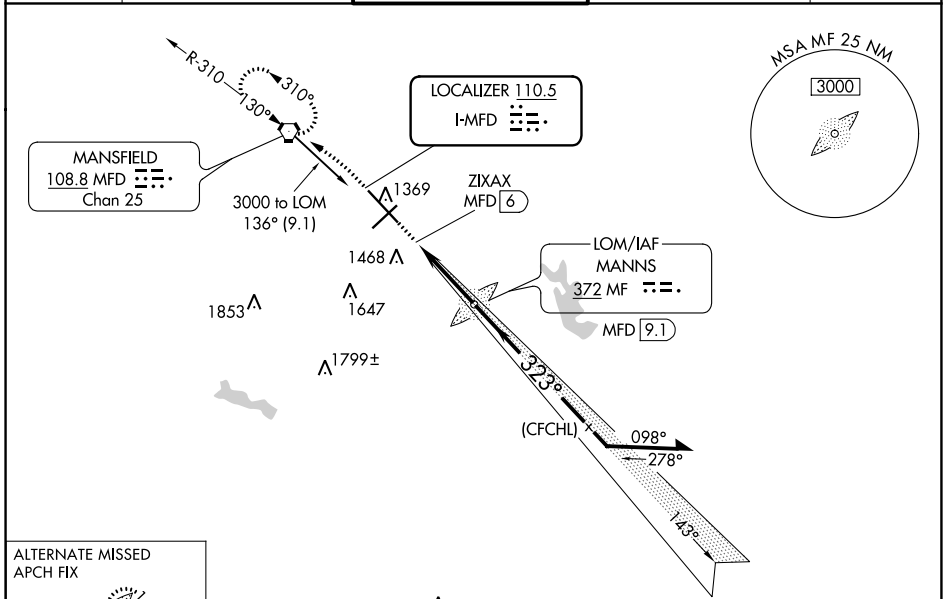 MSA MF 25 NM
3000
R-310
310°
130°
LOCALIZER 110.5
I-MFD
MANSFIELD
108.8 MFD
Chan 25
3000 to LOM
136° (9.1)
1369
ZIXAX
MFD 6
1468
LOM/IAF
MANNS
372 MF
MFD 9.1
1853
1647
1799±
323°
(CFCHL)
098°
278°
143°
ALTERNATE MISSED
APCH FIX